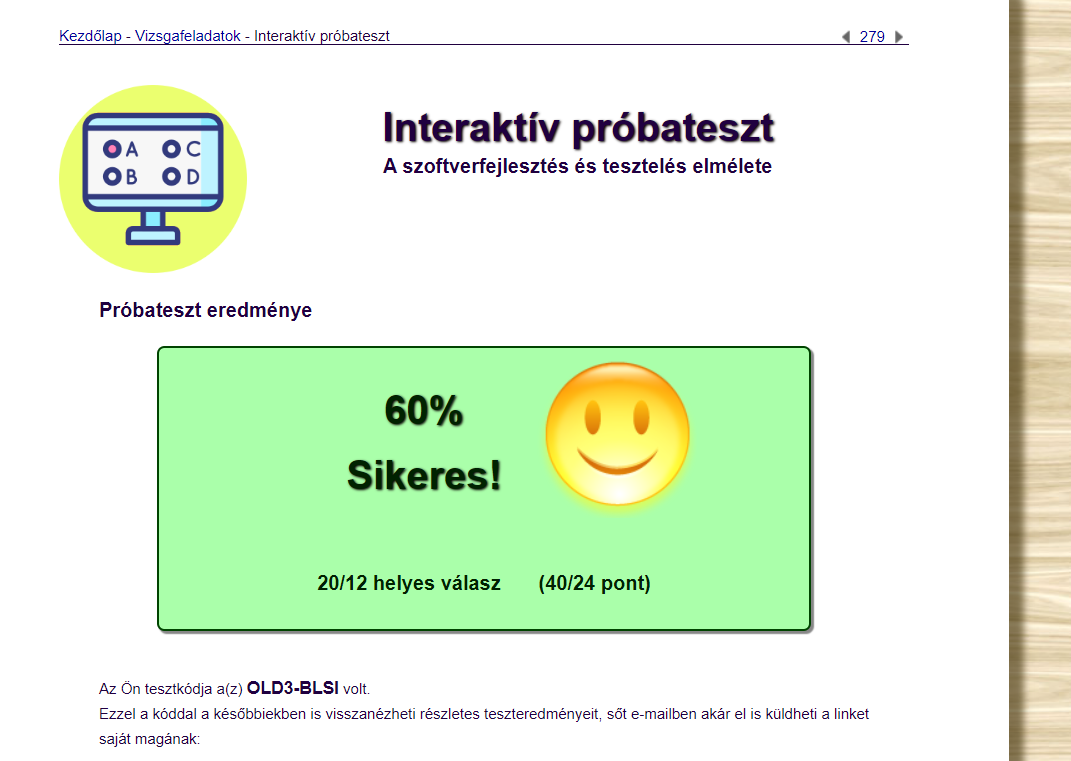 Kezdőlap - Vizsgafeladatok - Interaktív próbateszt
279
A
C
B
D
Interaktív próbateszt
A szoftverfejlesztés és tesztelés elmélete
Próbateszt eredménye
60%
Sikeres!
20/12 helyes válasz (40/24 pont)
Az Ön tesztkódja a(z) OLD3-BLSI volt.
Ezzel a kóddal a későbbiekben is visszanézheti részletes teszteredményeit, sőt e-mailben akár el is küldheti a linket
saját magának: